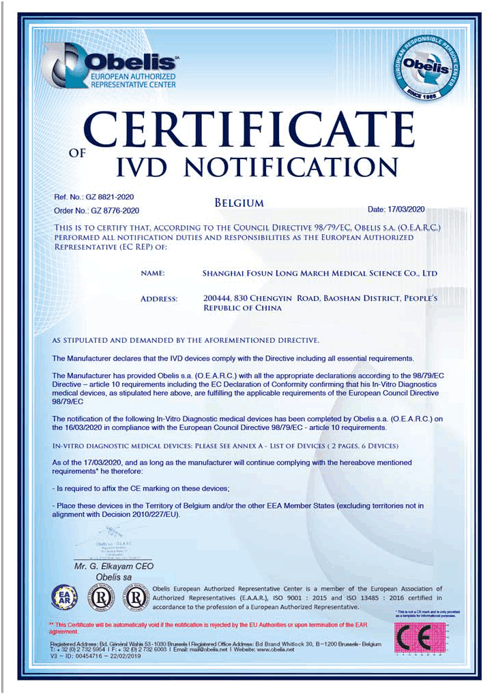 Obelis
EUROPEAN AUTHORIZED
REPRESENTATIVE CENTER
EUROPEAN RESPONSIBLE PERSON CENTER
Obelis
SINCE 1988
CERTIFICATE
OF
IVD NOTIFICATION
Ref. No.: GZ 8821-2020
BELGIUM
Order No.: GZ 8776-2020
Date: 17/03/2020
THIS IS TO CERTIFY THAT, ACCORDING TO THE COUNCIL DIRECTIVE 98/79/EC, OBELIS S.A. (O.E.A.R.C.)
PERFORMED ALL NOTIFICATION DUTIES AND RESPONSIBILITIES AS THE EUROPEAN AUTHORIZED
REPRESENTATIVE (EC REP) OF:
NAME:
SHANGHAI FOSUN LONG MARCH MEDICAL SCIENCE CO., LTD
ADDRESS:
200444, 830 CHENGYIN ROAD, BAOSHAN DISTRICT, PEOPLE'S
REPUBLIC OF CHINA
AS STIPULATED AND DEMANDED BY THE AFOREMENTIONED DIRECTIVE.
The Manufacturer declares that the IVD devices comply with the Directive including all essential requirements.
The Manufacturer has provided Obelis s.a. (O.E.A.R.C.) with all the appropriate declarations according to the 98/79/EC
Directive – article 10 requirements including the EC Declaration of Conformity confirming that his In-Vitro Diagnostics
medical devices, as stipulated here above, are fulfilling the applicable requirements of the European Council Directive
98/79/EC
The notification of the following In-Vitro Diagnostic medical devices has been completed by Obelis s.a. (O.E.A.R.C.) on
the 16/03/2020 in compliance with the European Council Directive 98/79/EC - article 10 requirements.
IN-VITRO DIAGNOSTIC MEDICAL DEVICES: PLEASE SEE ANNEX A - LIST OF DEVICES ( 2 PAGES, 6 DEVICES)
As of the 17/03/2020, and as long as the manufacturer will continue complying with the hereabove mentioned
requirements* he therefore:
- Is required to affix the CE marking on these devices;
- Place these devices in the Territory of Belgium and/or the other EEA Member States (excluding territories not in
alignment with Decision 2010/227/EU).
Mr. G. Elkayam CEO
Obelis sa
EA
AR
R
R
Obelis European Authorized Representative Center is a member of the European Association of
Authorized Representatives (E.A.A.R.), ISO 9001 : 2015 and ISO 13485 : 2016 certified in
accordance to the profession of a European Authorized Representative.
* This is not a CE mark and is only provided
as a template for informational purposes.
CE
** This Certificate will be automatically void if the notification is rejected by the EU Authorities or upon termination of the EAR
agreement
Registered Address: Bd. Général Wahis 53 -1030 Brussels I Registered Office Address: Bd Brand Whitlock 30, B-1200 Brussels- Belgium
T: + 32 (0) 2 732 5954 I F: + 32 (0) 2 732 6003 I Email: mail@obelis.net I Website: www.obelis.net
V3 - ID: 00454716 - 22/02/2019